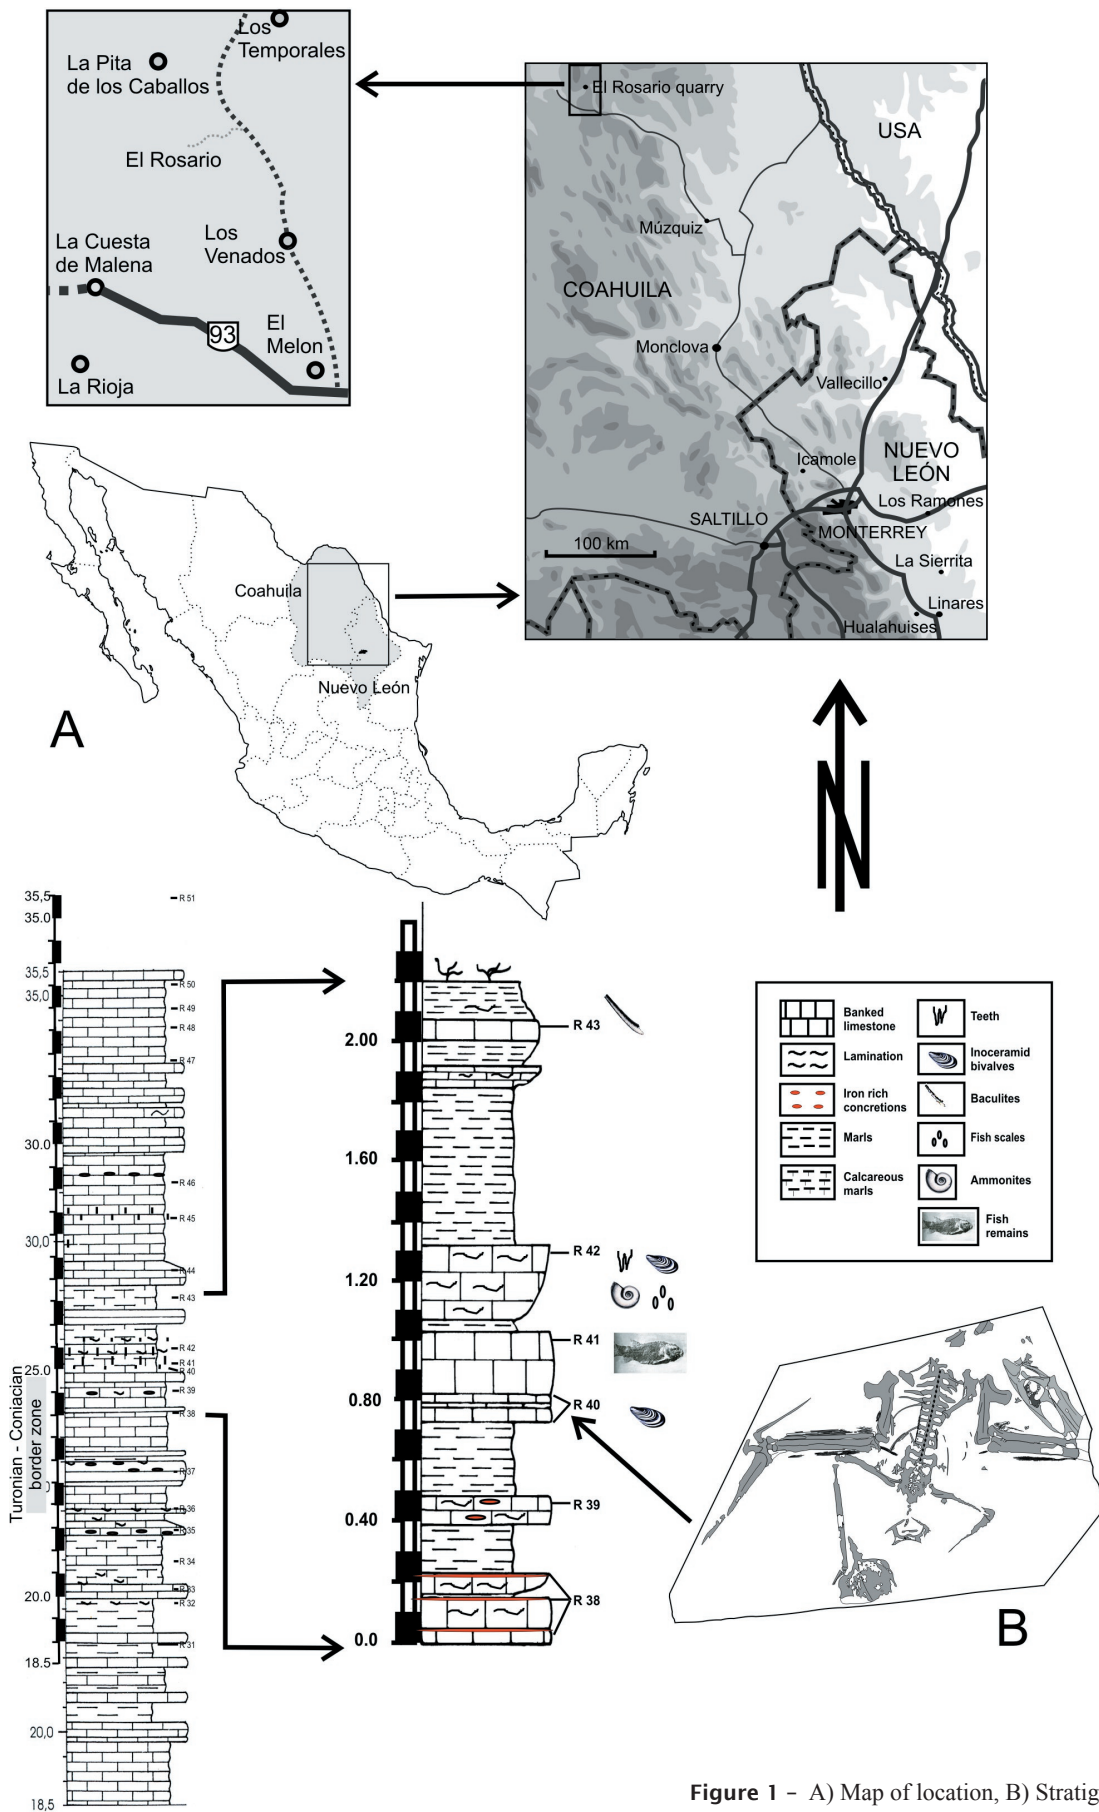 Los
Temporales
La Pita
de los Caballos
El Rosario
La Cuesta
de Malena
Los
Venados
93
El
Melon
La Rioja
El Rosario quarry
USA
Múzquiz
COAHUILA
Monclova
Vallecillo
Icamole
NUEVO
LEÓN
Los Ramones
SALTILLO
MONTERREY
100 km
La Sierrita
Linares
Hualahuises
Coahuila
Nuevo León
A
N
35,5
35.0
35,5
35,0
30.0
30,0
25.0
20.0
18.5
20,0
18,5
Turonian - Coniacian
border zone
R 51
R 50
R 49
R 48
R 47
R 46
R 45
R 44
R 43
R 42
R 41
R 40
R 39
R 38
R 37
R 36
R 35
R 34
R 33
R 32
R 31
2.00
1.60
1.20
0.80
0.40
0.0
R 43
R 42
R 41
R 40
R 39
R 38
Banked
limestone
Lamination
Iron rich
concretions
Marls
Calcareous
marls
Teeth
Inoceramid
bivalves
Baculites
Fish scales
Ammonites
Fish
remains
B
Figure 1 – A) Map of location, B) Stratig